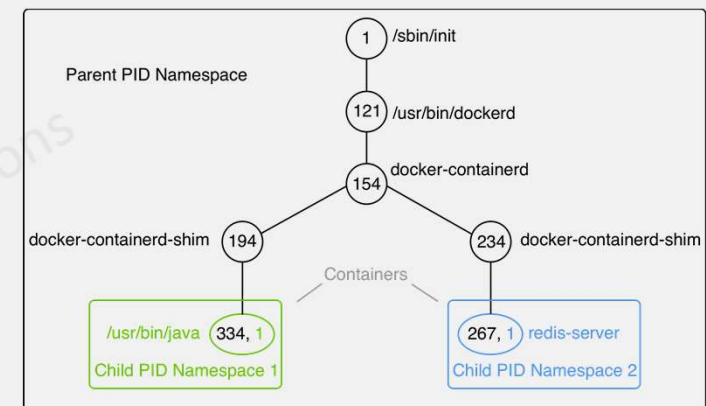 1 /sbin/init
Parent PID Namespace
121 /usr/bin/dockerd
docker-containerd
154
docker-containerd-shim 194
234 docker-containerd-shim
Containers
/usr/bin/java 334, 1
Child PID Namespace 1
267, 1 redis-server
Child PID Namespace 2